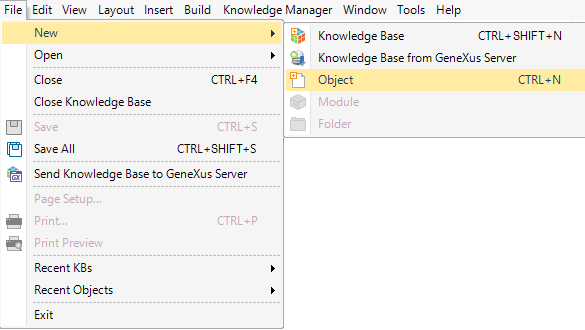 File Edit View Layout Insert Build Knowledge Manager Window Tools Help
New
Open
Close CTRL+F4
Close Knowledge Base
Save CTRL+S
Save All CTRL+SHIFT+S
Send Knowledge Base to GeneXus Server
Page Setup...
Print... CTRL+P
Print Preview
Recent KBs
Recent Objects
Exit
Knowledge Base CTRL+SHIFT+N
Knowledge Base from GeneXus Server
Object CTRL+N
Module
Folder